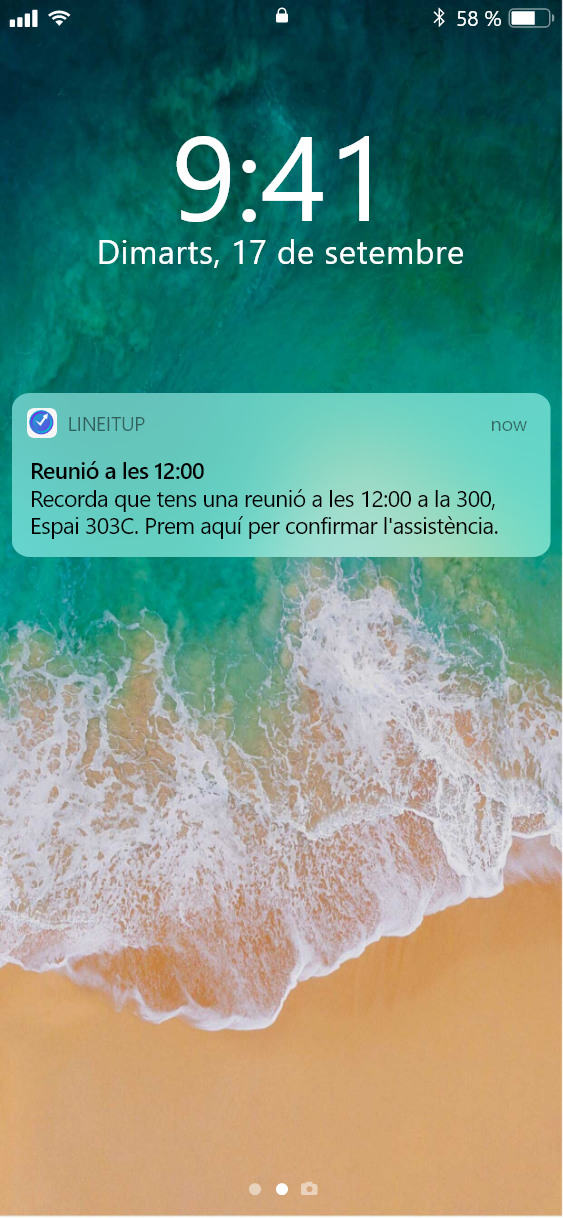 58 %
9:41
Dimarts, 17 de setembre
LINEITUP now
Reunió a les 12:00
Recorda que tens una reunió a les 12:00 a la 300,
Espai 303C. Prem aquí per confirmar l'assistència.